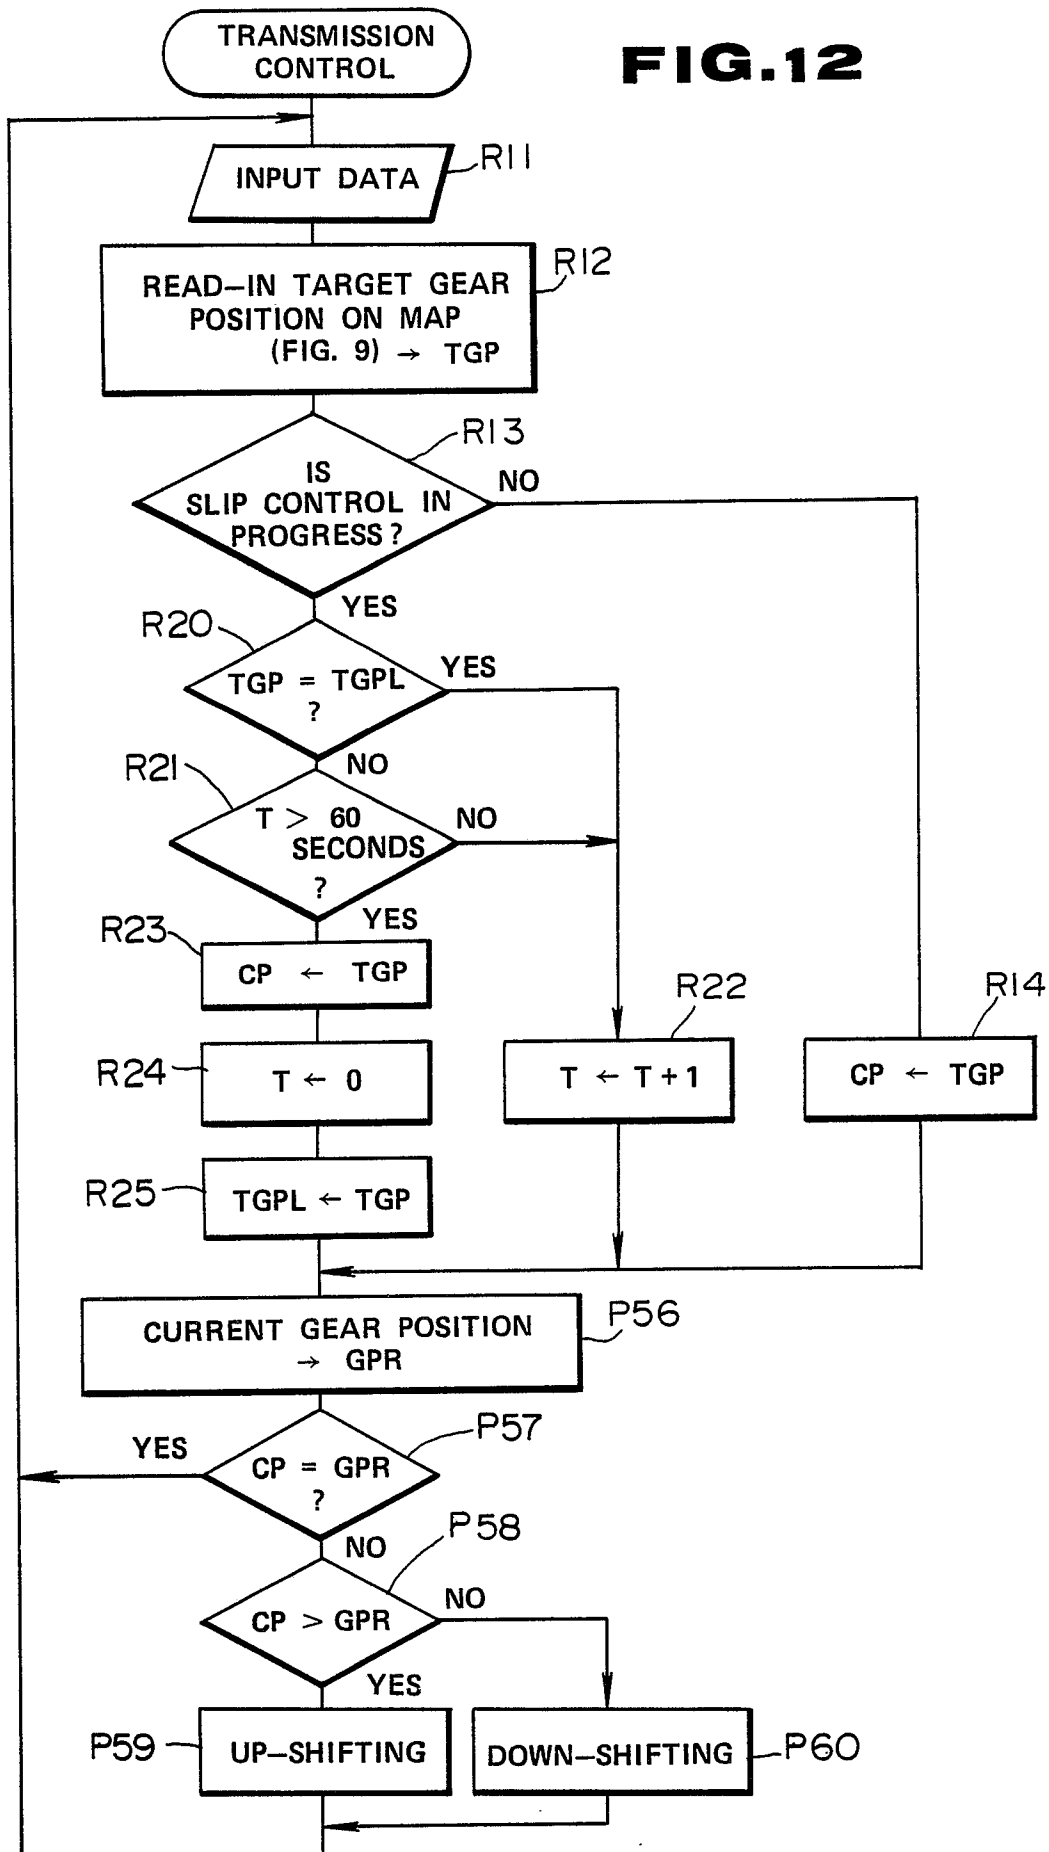 TRANSMISSION
CONTROL
FIG.12
INPUT DATA
R11
READ-IN TARGET GEAR
POSITION ON MAP
(FIG. 9) → TGP
R12
IS
SLIP CONTROL IN
PROGRESS?
R13
NO
YES
R20
TGP = TGPL
?
YES
NO
R21
T > 60
SECONDS
?
NO
YES
R23
CP ← TGP
R22
R14
R24
T ← 0
T ← T+1
CP ← TGP
R25
TGPL ← TGP
CURRENT GEAR POSITION
→ GPR
P56
YES
CP = GPR
?
P57
NO
P58
CP > GPR
NO
YES
P59
UP-SHIFTING
DOWN-SHIFTING
P60